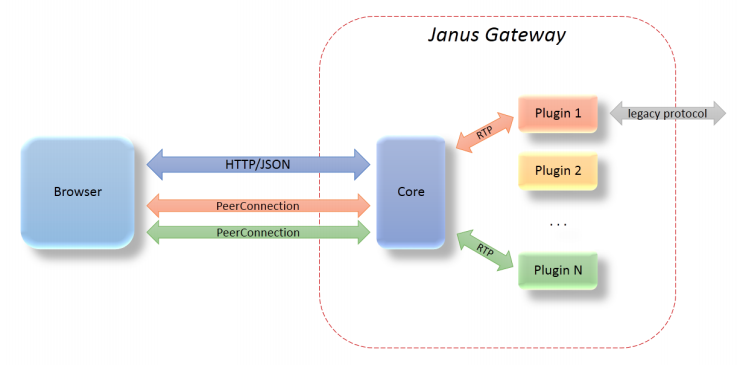 Janus Gateway
Plugin 1
legacy protocol
RTP
HTTP/JSON
Plugin 2
Browser
Core
PeerConnection
...
PeerConnection
RTP
Plugin N